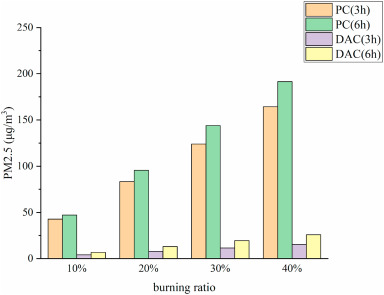 PC(3h)
PC(6h)
DAC(3h)
DAC(6h)
250
200
150
100
50
0
PM2.5 (μg/m³)
10% 20% 30% 40%
burning ratio